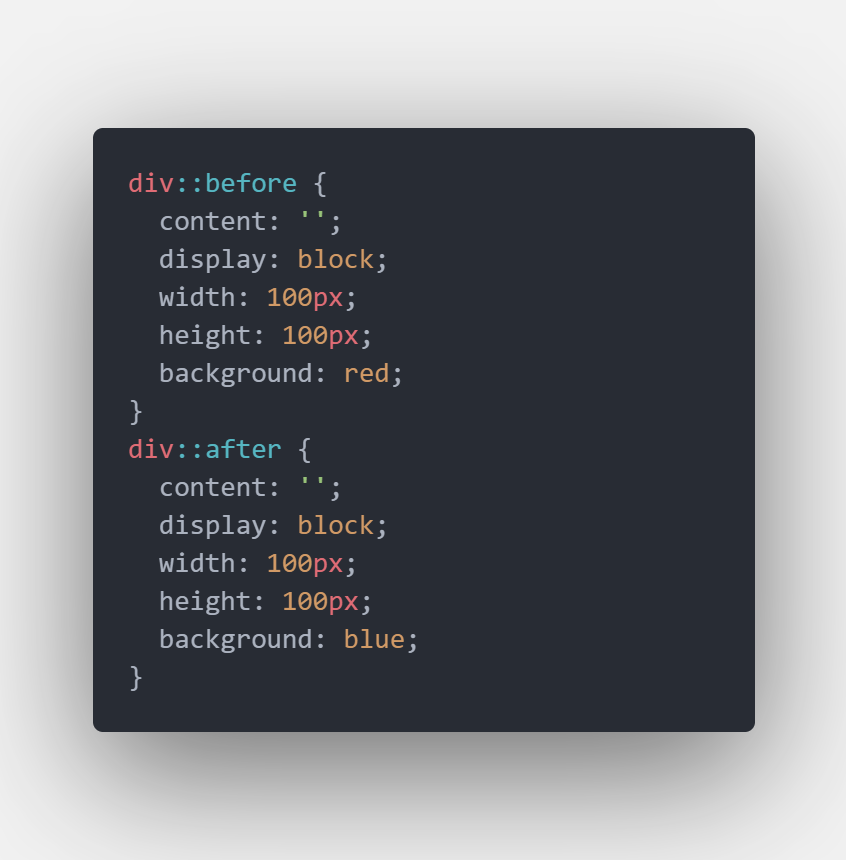 div::before {
  content: '';
  display: block;
  width: 100px;
  height: 100px;
  background: red;
}
div::after {
  content: '';
  display: block;
  width: 100px;
  height: 100px;
  background: blue;
}